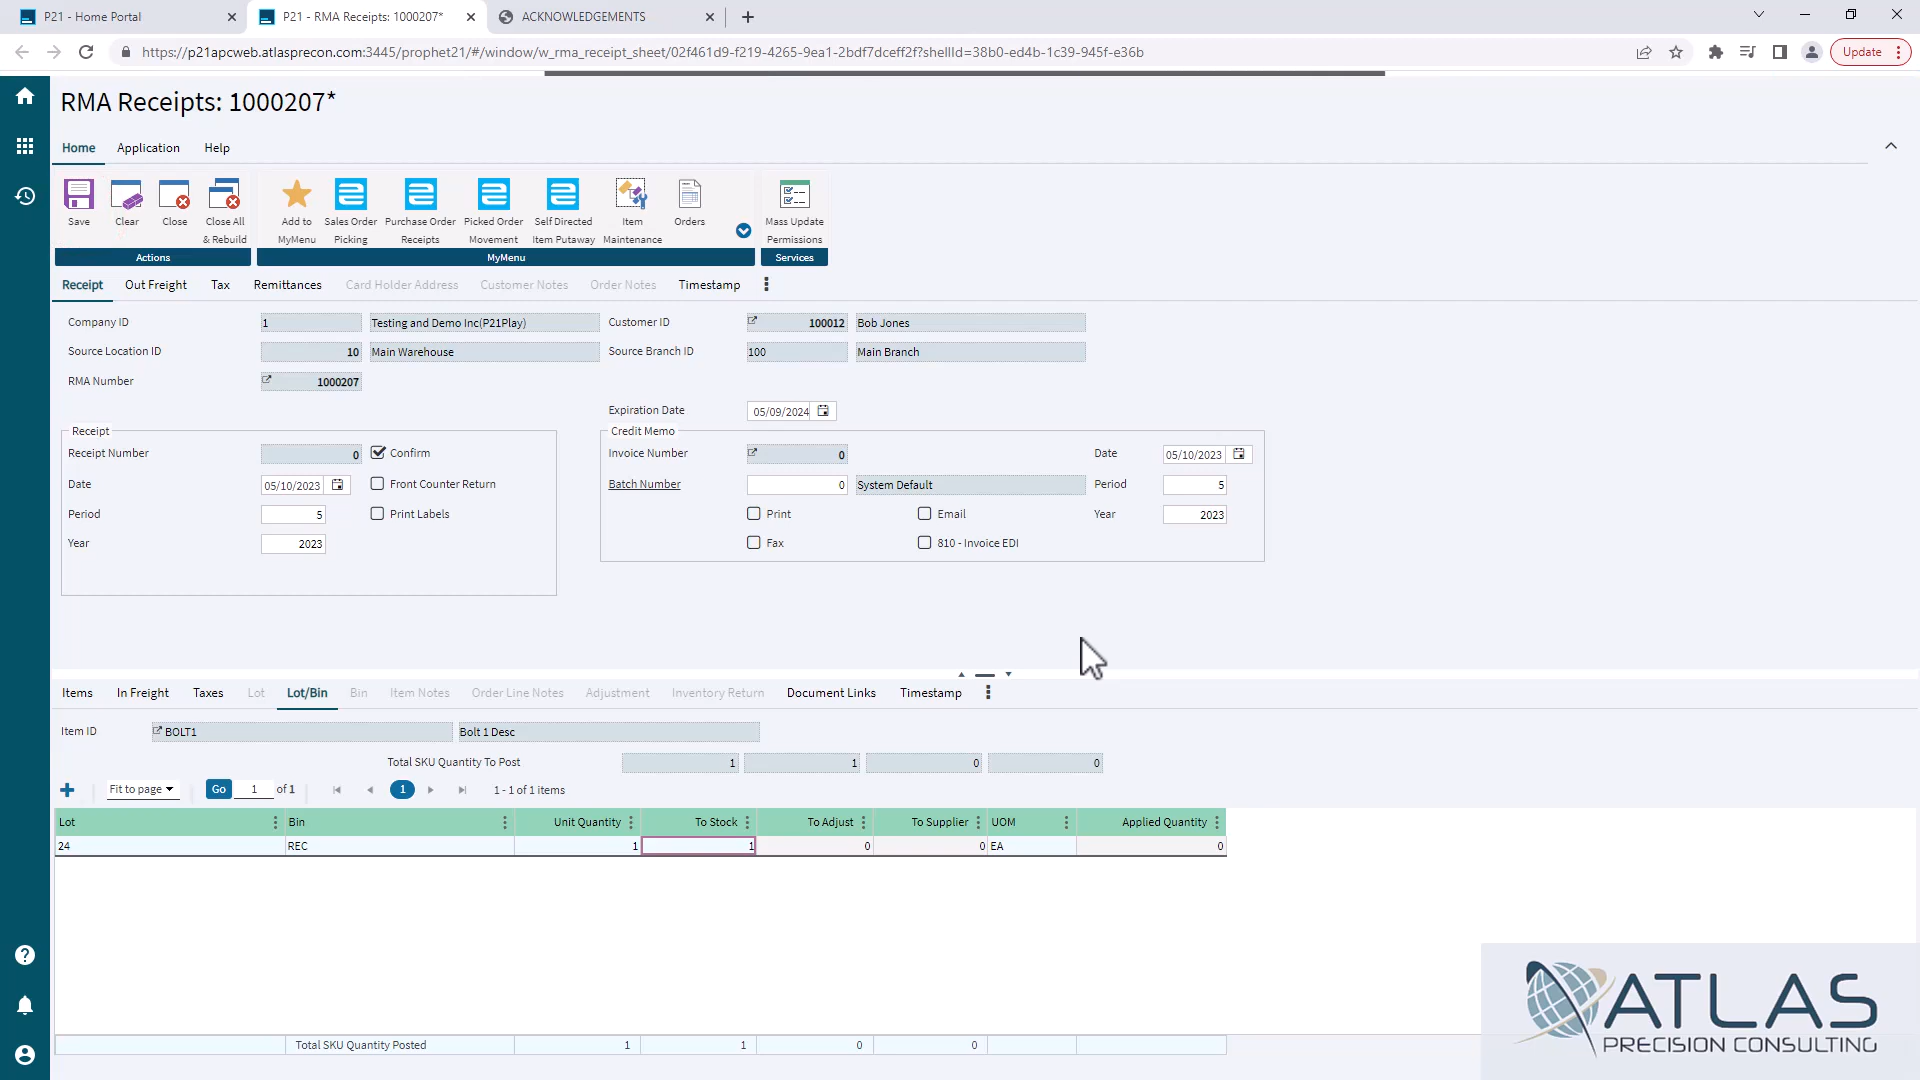 P21 - Home Portal
P21 - RMA Receipts: 1000207*
ACKNOWLEDGEMENTS
https://p21apcweb.atlasprecon.com:3445/prophet21/#/window/w_rma_receipt_sheet/02f461d9-f219-4265-9ea1-2bdf7dceff2f?shellId=38b0-ed4b-1c39-945f-e36b
Update
RMA Receipts: 1000207*
Home Application Help
Save Clear Close Close All & Rebuild
Add to MyMenu Sales Order Picking Purchase Order Receipts Picked Order Movement Self Directed Item Putaway Item Maintenance Orders
Mass Update Permissions
Actions MyMenu Services
Receipt Out Freight Tax Remittances Card Holder Address Customer Notes Order Notes Timestamp
Company ID 1 Testing and Demo Inc(P21Play) Customer ID 100012 Bob Jones
Source Location ID 10 Main Warehouse Source Branch ID 100 Main Branch
RMA Number 1000207
Expiration Date 05/09/2024
Receipt Credit Memo
Receipt Number 0 Confirm Invoice Number 0 Date 05/10/2023
Date 05/10/2023 Front Counter Return Batch Number 0 System Default Period 5
Period 5 Print Labels Print Email Year 2023
Year 2023 Fax 810 - Invoice EDI
Items In Freight Taxes Lot Lot/Bin Bin Item Notes Order Line Notes Adjustment Inventory Return Document Links Timestamp
Item ID BOLT1 Bolt 1 Desc
Total SKU Quantity To Post 1 1 0 0
Fit to page Go 1 of 1 1 1 - 1 of 1 items
Lot Bin Unit Quantity To Stock To Adjust To Supplier UOM Applied Quantity
24 REC 1 1 0 0 EA 0
Total SKU Quantity Posted 1 1 0 0
ATLAS
PRECISION CONSULTING